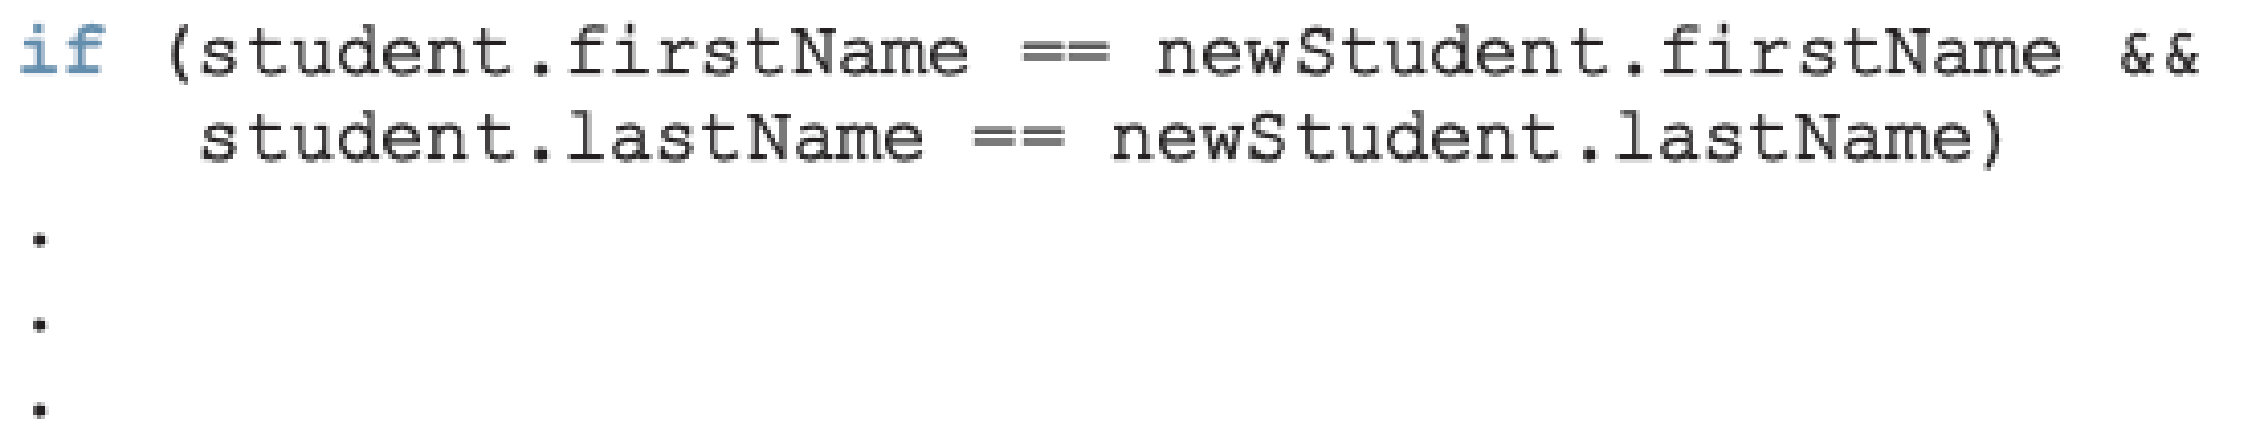 if (student.firstName == newStudent.firstName &&
    student.lastName == newStudent.lastName)
.
.
.